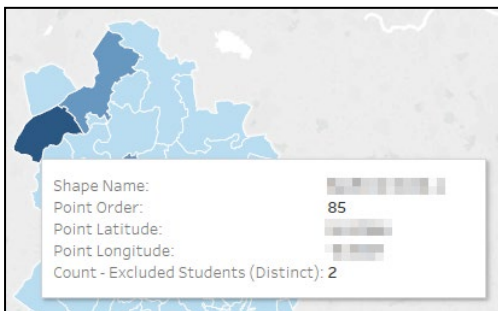 Shape Name:
Point Order: 85
Point Latitude:
Point Longitude:
Count - Excluded Students (Distinct): 2